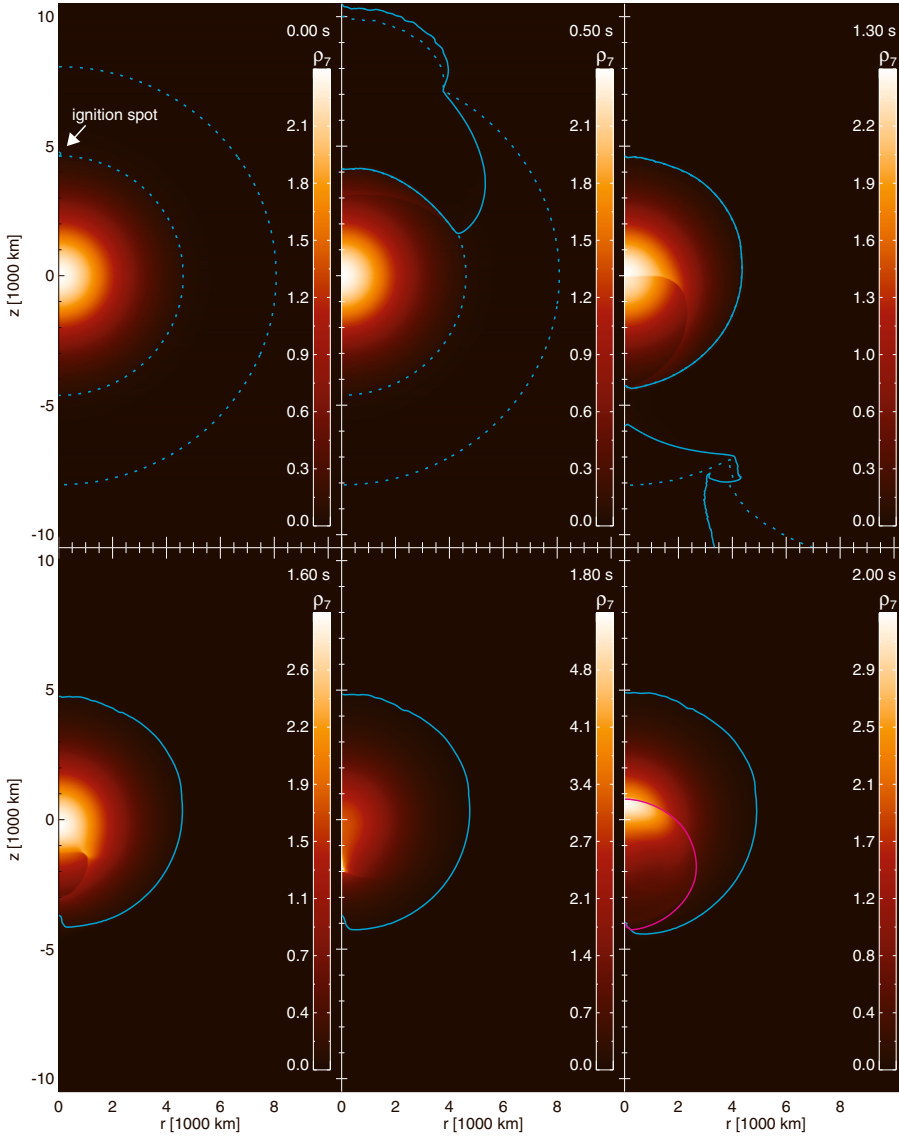 0.00 s
ρ7
ignition spot
2.1
1.8
1.5
1.2
0.9
0.6
0.3
0.0
10
5
0
-5
-10
z [1000 km]
0.50 s
ρ7
2.1
1.8
1.5
1.2
0.9
0.6
0.3
0.0
1.30 s
ρ7
2.2
1.9
1.6
1.3
1.0
0.6
0.3
0.0
1.60 s
ρ7
2.6
2.2
1.9
1.5
1.1
0.7
0.4
0.0
10
5
0
-5
-10
z [1000 km]
0 2 4 6 8
r [1000 km]
1.80 s
ρ7
4.8
4.1
3.4
2.7
2.1
1.4
0.7
0.0
0 2 4 6 8
r [1000 km]
2.00 s
ρ7
2.9
2.5
2.1
1.7
1.2
0.8
0.4
0.0
0 2 4 6 8
r [1000 km]